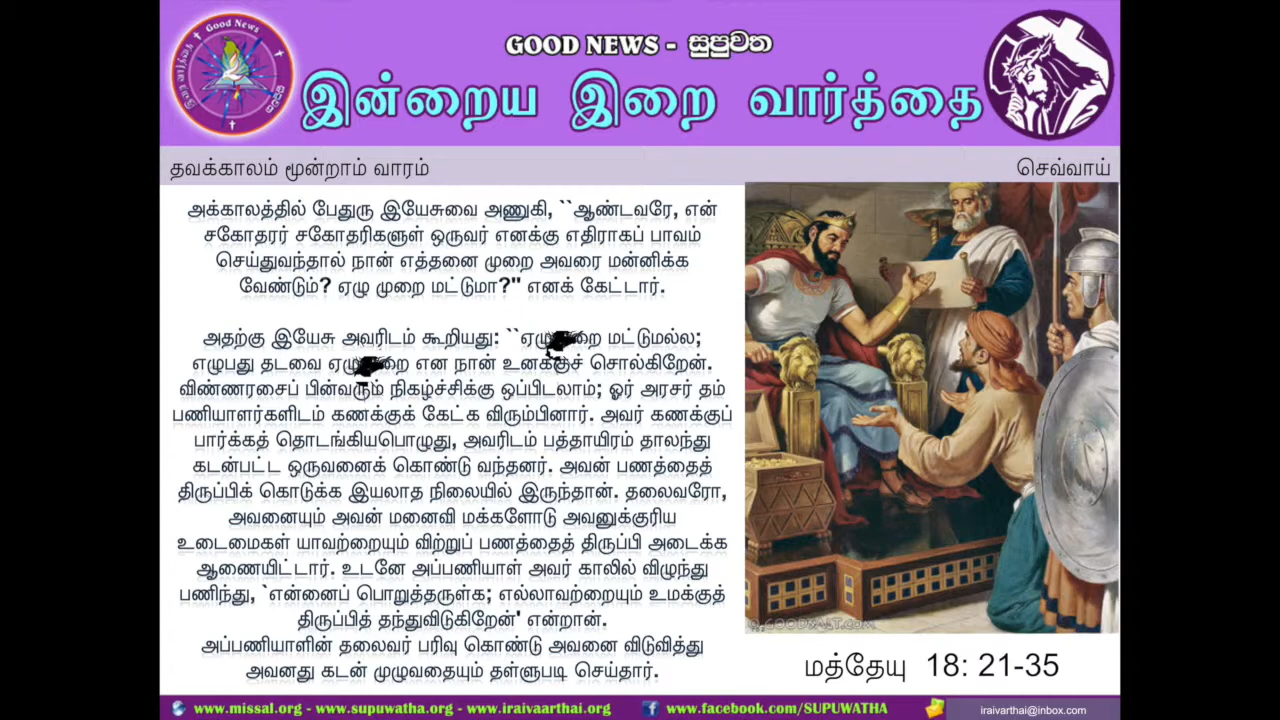 Good News
GOOD NEWS - සුපුවත
இன்றைய இறை வார்த்தை
தவக்காலம் மூன்றாம் வாரம்
செவ்வாய்
அக்காலத்தில் பேதுரு இயேசுவை அணுகி, ``ஆண்டவரே, என்
சகோதரர் சகோதரிகளுள் ஒருவர் எனக்கு எதிராகப் பாவம்
செய்துவந்தால் நான் எத்தனை முறை அவரை மன்னிக்க
வேண்டும்? ஏழு முறை மட்டுமா?" எனக் கேட்டார்.
அதற்கு இயேசு அவரிடம் கூறியது: மட்டுமல்ல;
எழுபது தடவை என நான் உனக்குச் சொல்கிறேன்.
விண்ணரசைப் பின்வரும் நிகழ்ச்சிக்கு ஒப்பிடலாம்; ஓர் அரசர் தம்
பணியாளர்களிடம் கணக்குக் கேட்க விரும்பினார். அவர் கணக்குப்
பார்க்கத் தொடங்கியபொழுது, அவரிடம் பத்தாயிரம் தாலந்து
கடன்பட்ட ஒருவனைக் கொண்டு வந்தனர். அவன் பணத்தைத்
திருப்பிக் கொடுக்க இயலாத நிலையில் இருந்தான். தலைவரோ,
அவனையும் அவன் மனைவி மக்களோடு அவனுக்குரிய
உடைமைகள் யாவற்றையும் விற்றுப் பணத்தைத் திருப்பி அடைக்க
ஆணையிட்டார். உடனே அப்பணியாள் அவர் காலில் விழுந்து
பணிந்து, `என்னைப் பொறுத்தருள்க; எல்லாவற்றையும் உமக்குத்
திருப்பித் தந்துவிடுகிறேன்' என்றான்.
அப்பணியாளின் தலைவர் பரிவு கொண்டு அவனை விடுவித்து
அவனது கடன் முழுவதையும் தள்ளுபடி செய்தார்.
© GOODSALT.COM
மத்தேயு 18: 21-35
www.missal.org - www.supuwatha.org - www.iraivaarthai.org
www.facebook.com/SUPUWATHA
iraivarthai@inbox.com